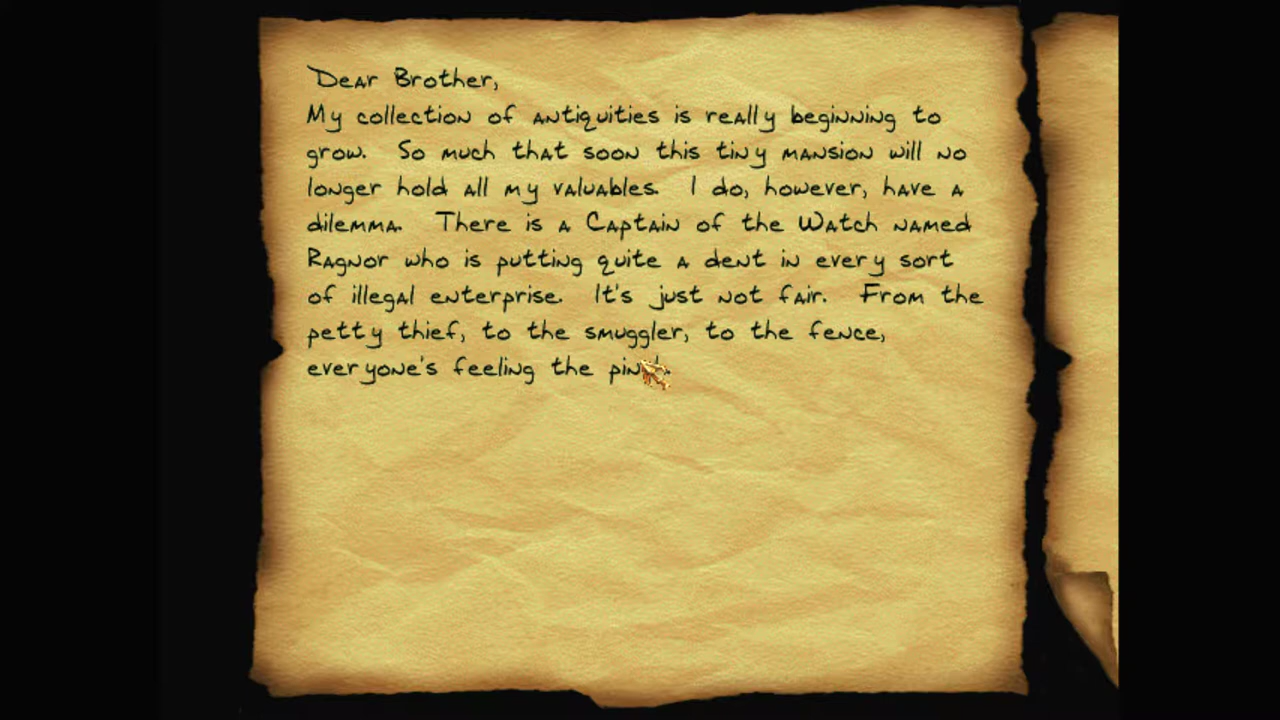 Dear Brother,
My collection of antiquities is really beginning to
grow. So much that soon this tiny mansion will no
longer hold all my valuables. I do, however, have a
dilemma. There is a Captain of the Watch named
Ragnor who is putting quite a dent in every sort
of illegal enterprise. It's just not fair. From the
petty thief, to the smuggler, to the fence,
everyone's feeling the